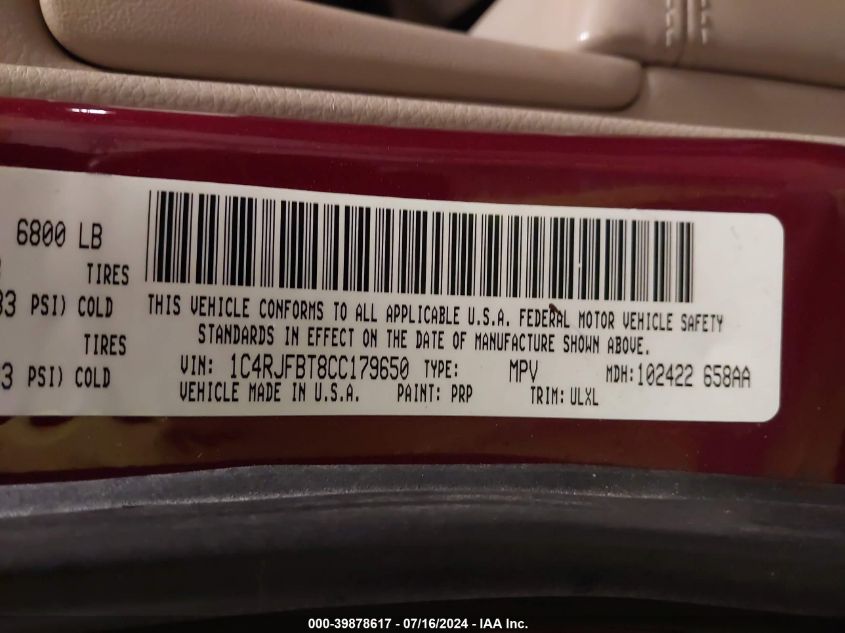 6800 LB
TIRES
33 PSI) COLD
TIRES
3 PSI) COLD
THIS VEHICLE CONFORMS TO ALL APPLICABLE U.S.A. FEDERAL MOTOR VEHICLE SAFETY
STANDARDS IN EFFECT ON THE DATE OF MANUFACTURE SHOWN ABOVE.
VIN: 1C4RJFBT8CC179650 TYPE: MPV MDH:102422 658AA
VEHICLE MADE IN U.S.A. PAINT: PRP TRIM: ULXL
000-39878617 - 07/16/2024 - IAA Inc.